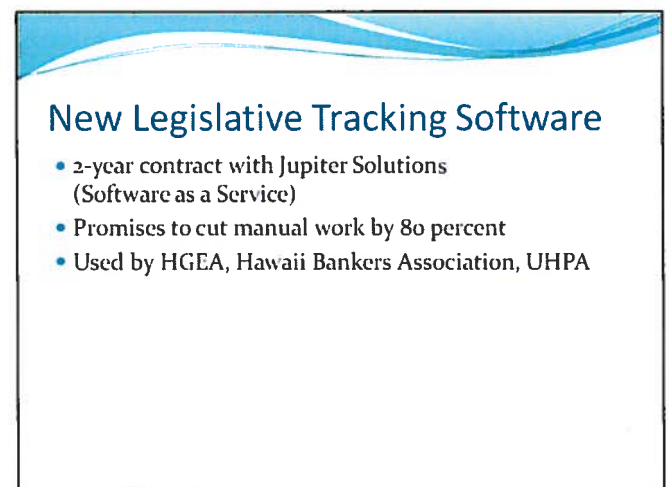 New Legislative Tracking Software
• 2-year contract with Jupiter Solutions
(Software as a Service)
• Promises to cut manual work by 80 percent
• Used by HGEA, Hawaii Bankers Association, UHPA